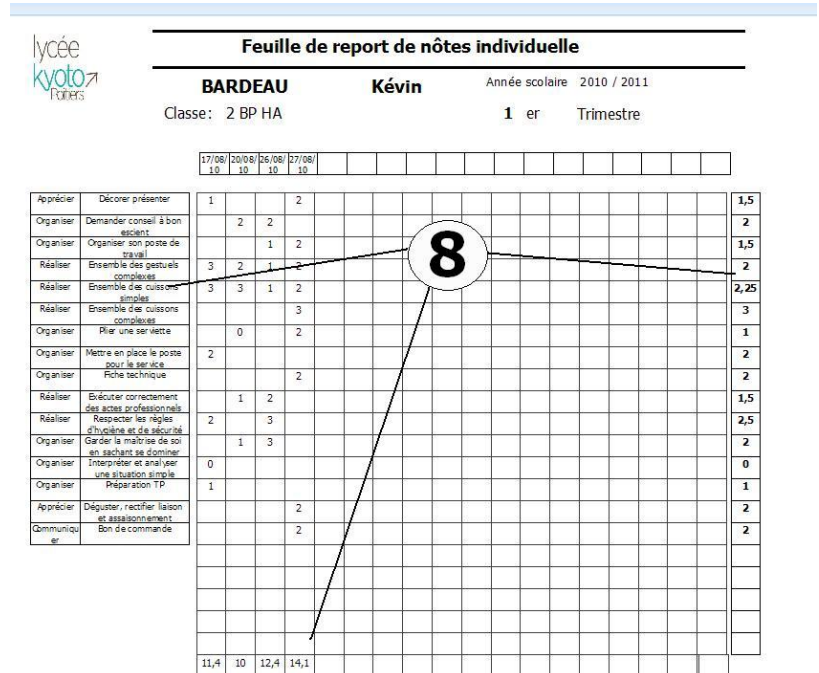 lycée
kyoto
Poitiers
Feuille de report de nôtes individuelle
BARDEAU Kévin Année scolaire 2010 / 2011
Classe: 2 BP HA 1 er Trimestre
17/08/ 20/08/ 26/08/ 27/08/
10 10 10 10
Apprécier Décorer présenter 1 2 1,5
Organiser Demander conseil à bon 2 2 2
escient
Organiser Organiser son poste de 1 2 1,5
travail
Réaliser Ensemble des gestuels 3 2 1 2 2
complexes
Réaliser Ensemble des cuissons 3 3 1 2 2,25
simples
Réaliser Ensemble des cuissons 3 3
complexes
Organiser Plier une serviette 0 2 1
Organiser Mettre en place le poste 2 2
pour le service
Organiser Fiche technique 2 2
Réaliser Exécuter correctement 1 2 1,5
des actes professionnels
Réaliser Respecter les règles 2 3 2,5
d'hygiène et de sécurité
Organiser Garder la maîtrise de soi 1 3 2
en sachant se dominer
Organiser Interpréter et analyser 0 0
une situation simple
Organiser Préparation TP 1 1
Apprécier Déguster, rectifier liaison 2 2
et assaisonnement
Communiqu Bon de commande 2 2
er
8
11,4 10 12,4 14,1